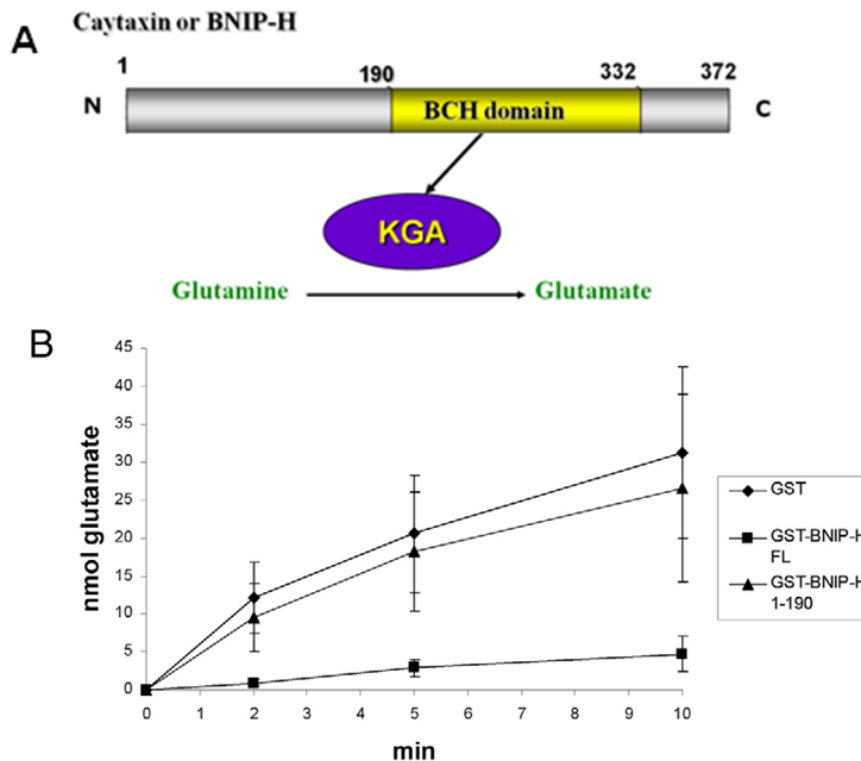 Caytaxin or BNIP-H
A
1 190 332 372
N BCH domain C
KGA
Glutamine Glutamate
B
45
40
35
30
25
20
15
10
5
0
nmol glutamate
0 1 2 3 4 5 6 7 8 9 10
min
GST
GST-BNIP-H
FL
GST-BNIP-H
1-190